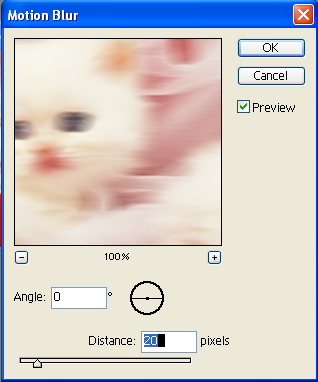 Motion Blur
OK
Cancel
Preview
100%
Angle: 0 °
Distance: 20 pixels